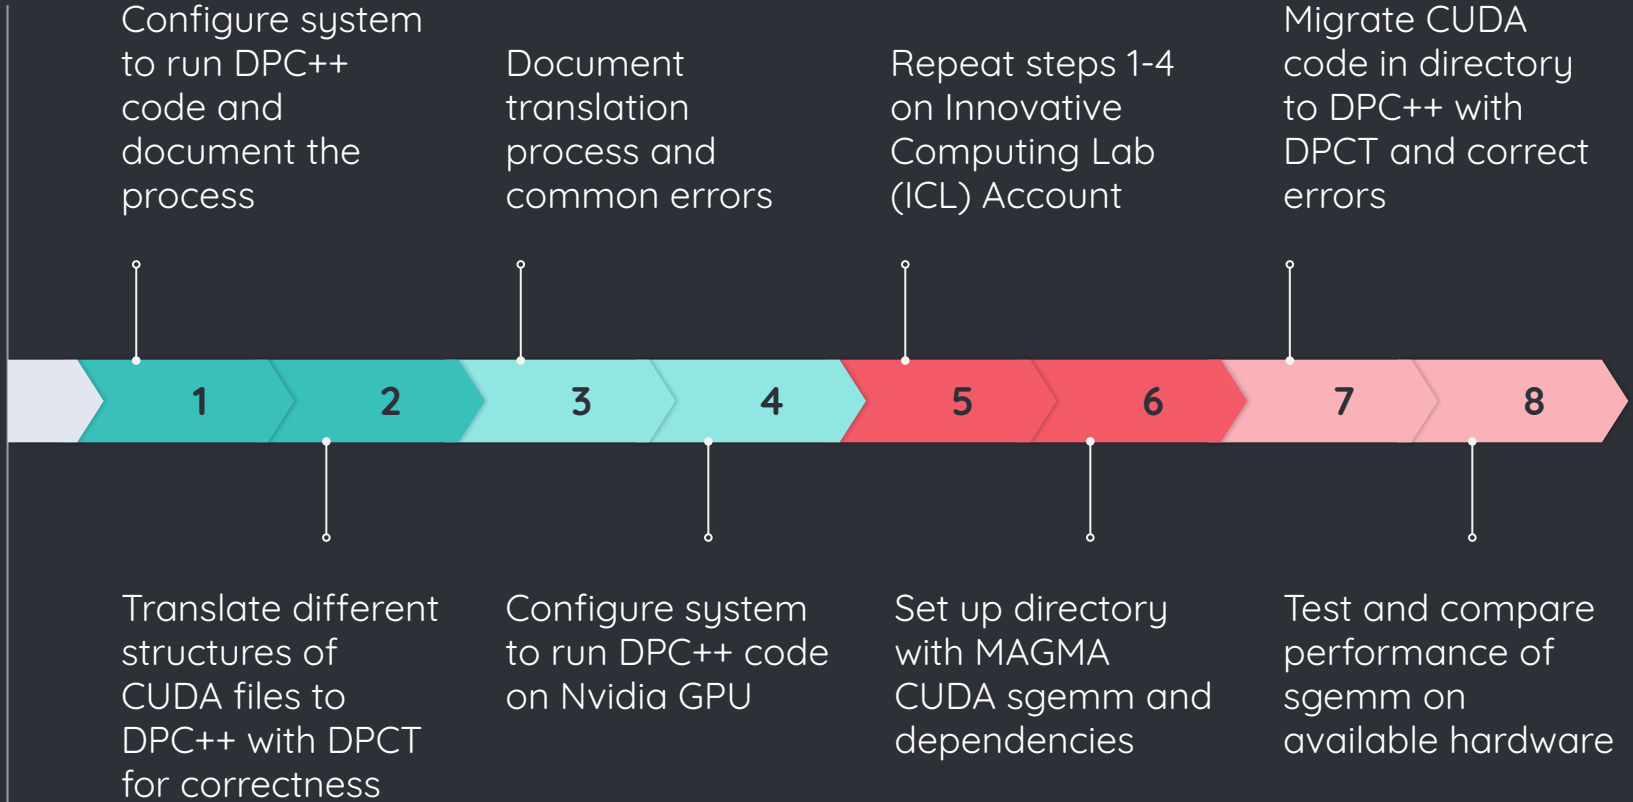 Configure system
to run DPC++
code and
document the
process
Document
translation
process and
common errors
Repeat steps 1-4
on Innovative
Computing Lab
(ICL) Account
Migrate CUDA
code in directory
to DPC++ with
DPCT and correct
errors
1
2
3
4
5
6
7
8
Translate different
structures of
CUDA files to
DPC++ with DPCT
for correctness
Configure system
to run DPC++ code
on Nvidia GPU
Set up directory
with MAGMA
CUDA sgemm and
dependencies
Test and compare
performance of
sgemm on
available hardware